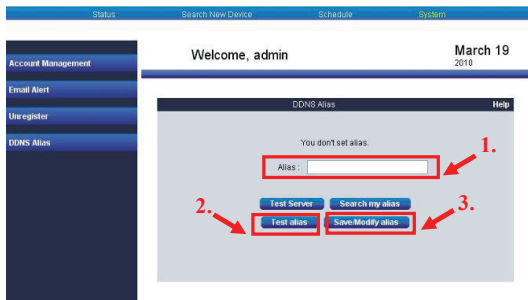 Status Search New Device Schedule System
Welcome, admin
March 19
2010
Account Management
Email Alert
Unregister
DDNS Alias
DDNS Alias Help
You don't set alias.
1.
Alias :
Test Server Search my alias
2.
3.
Test alias Save/Modify alias